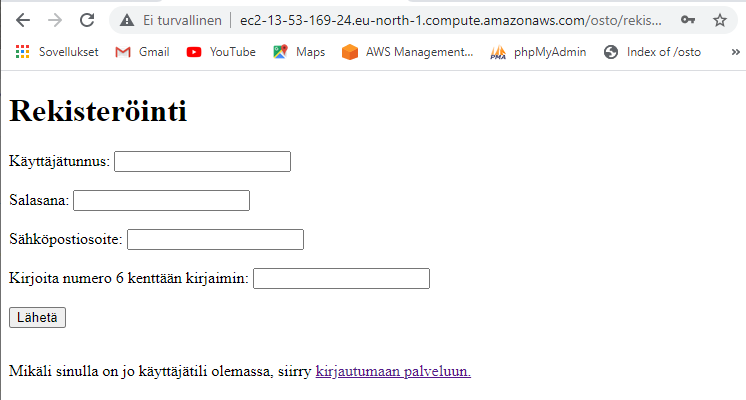 Ei turvallinen ec2-13-53-169-24.eu-north-1.compute.amazonaws.com/osto/rekis...
Sovellukset Gmail YouTube Maps AWS Management... PMA phpMyAdmin Index of /osto »
Rekisteröinti
Käyttäjätunnus:
Salasana:
Sähköpostiosoite:
Kirjoita numero 6 kenttään kirjaimin:
Lähetä
Mikäli sinulla on jo käyttäjätili olemassa, siirry kirjautumaan palveluun.